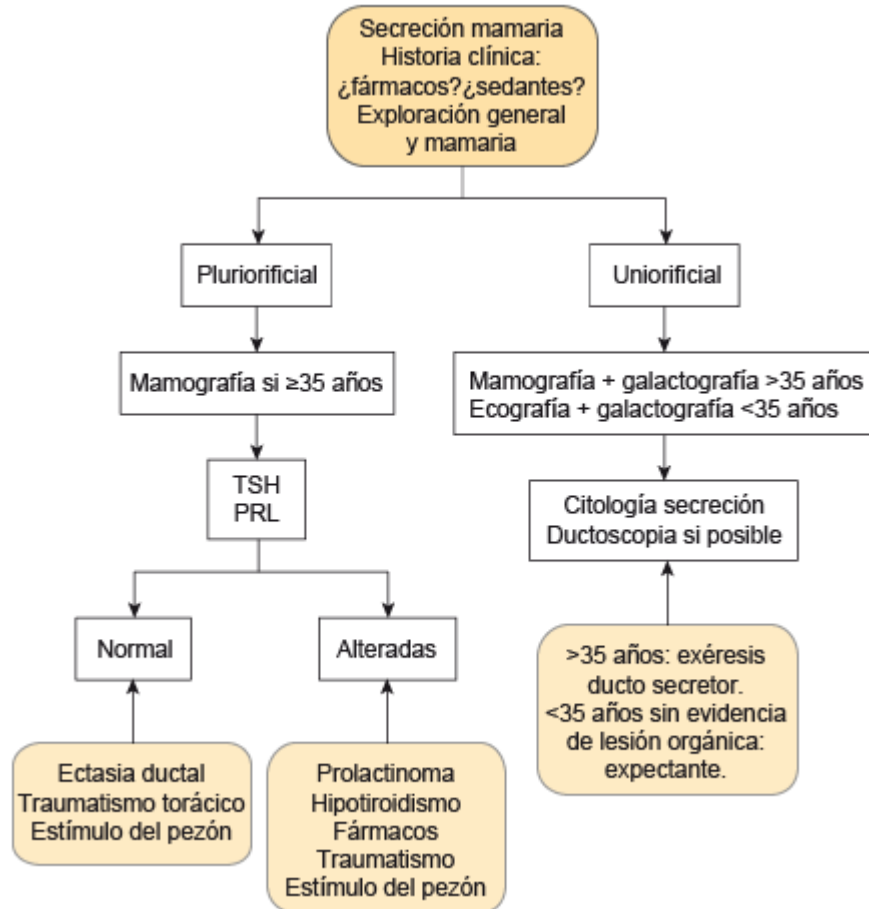 Secreción mamaria
Historia clínica:
¿fármacos?¿sedantes?
Exploración general
y mamaria
Pluriorificial
Uniorificial
Mamografía si ≥35 años
Mamografía + galactografía >35 años
Ecografía + galactografía <35 años
TSH
PRL
Citología secreción
Ductoscopia si posible
Normal
Alteradas
>35 años: exéresis
ducto secretor.
<35 años sin evidencia
de lesión orgánica:
expectante.
Ectasia ductal
Traumatismo torácico
Estímulo del pezón
Prolactinoma
Hipotiroidismo
Fármacos
Traumatismo
Estímulo del pezón